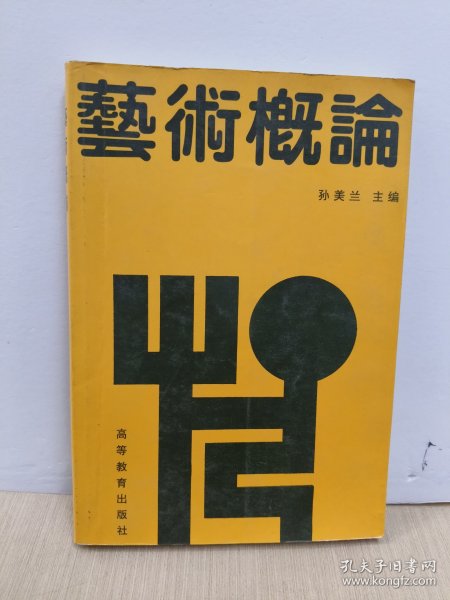 藝術概論
孙美兰 主编
高等教育出版社
孔夫子旧书网
www.kongfz.com